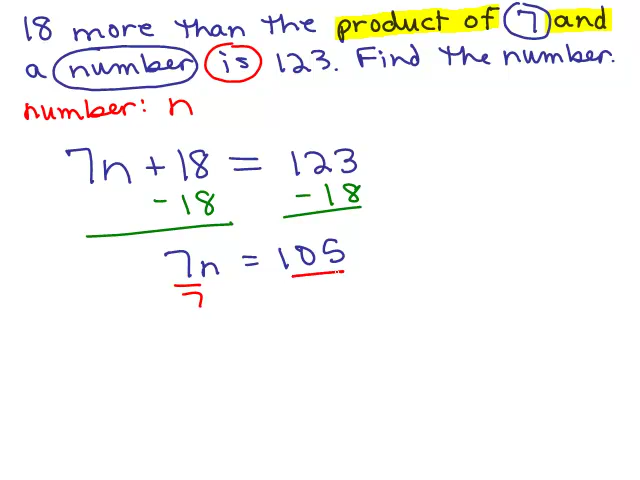 18 more than the product of 7 and
a number is 123. Find the number.
number: n
7n + 18 = 123
- 18 - 18
7n = 105
7